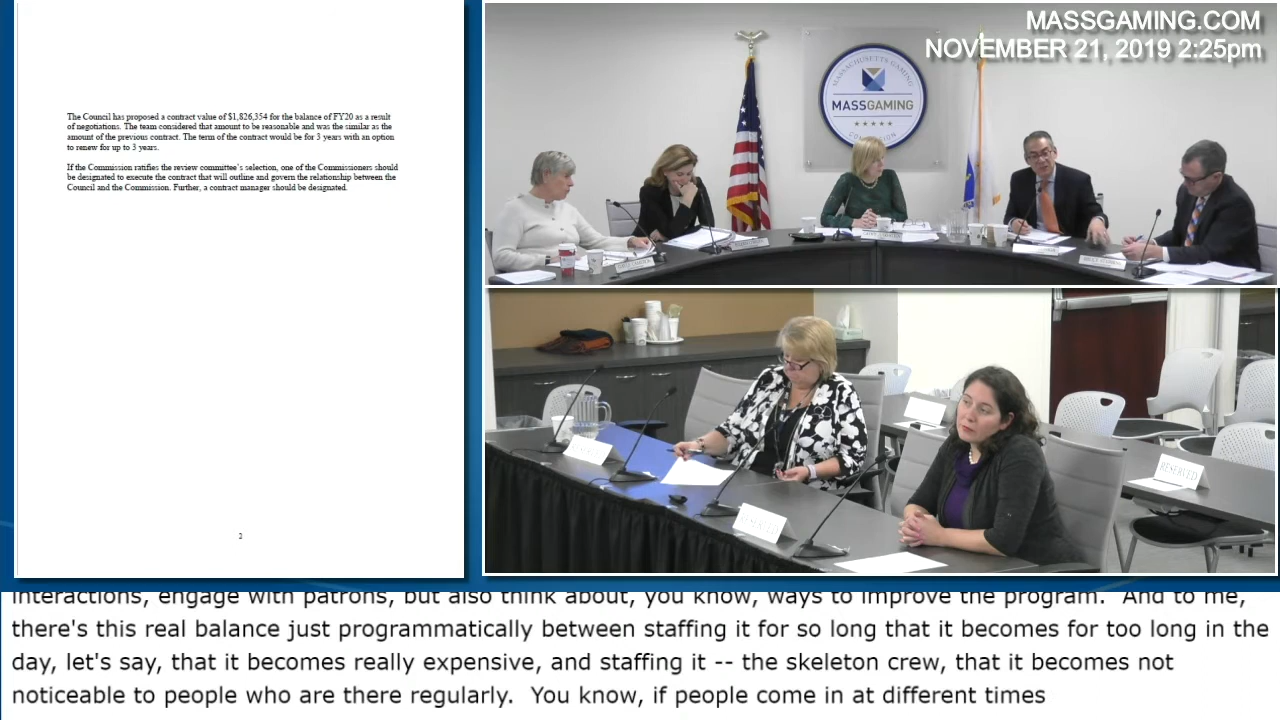 The Council has proposed a contract value of $1,826,354 for the balance of FY20 as a result
of negotiations. The team considered that amount to be reasonable and was the similar as the
amount of the previous contract. The term of the contract would be for 3 years with an option
to renew for up to 3 years.
If the Commission ratifies the review committee's selection, one of the Commissioners should
be designated to execute the contract that will outline and govern the relationship between the
Council and the Commission. Further, a contract manager should be designated.
2
MASSGAMING.COM
NOVEMBER 21, 2019 2:25pm
MASSACHUSETTS GAMING
MASSGAMING
COMMISSION
RESERVED
RESERVED
interactions, engage with patrons, but also think about, you know, ways to improve the program. And to me,
there's this real balance just programmatically between staffing it for so long that it becomes for too long in the
day, let's say, that it becomes really expensive, and staffing it -- the skeleton crew, that it becomes not
noticeable to people who are there regularly. You know, if people come in at different times